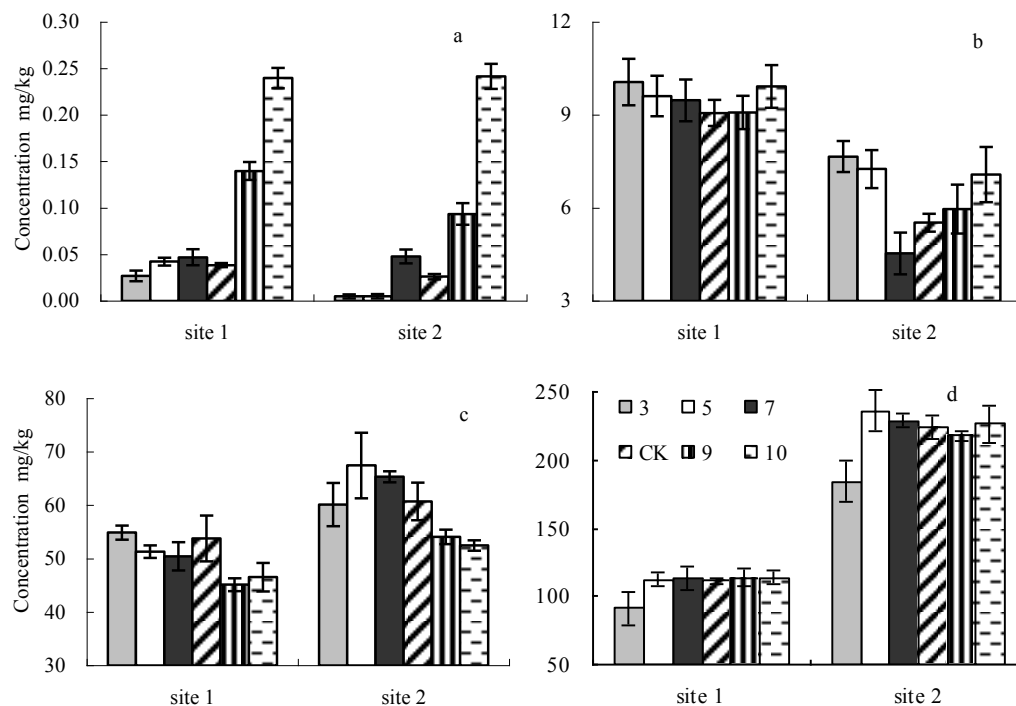 0.30
0.25
0.20
0.15
0.10
0.05
0.00
Concentration mg/kg
a
site 1 site 2
12
9
6
3
b
site 1 site 2
80
70
60
50
40
30
Concentration mg/kg
c
site 1 site 2
250
200
150
100
50
d
3 5 7
CK 9 10
site 1 site 2